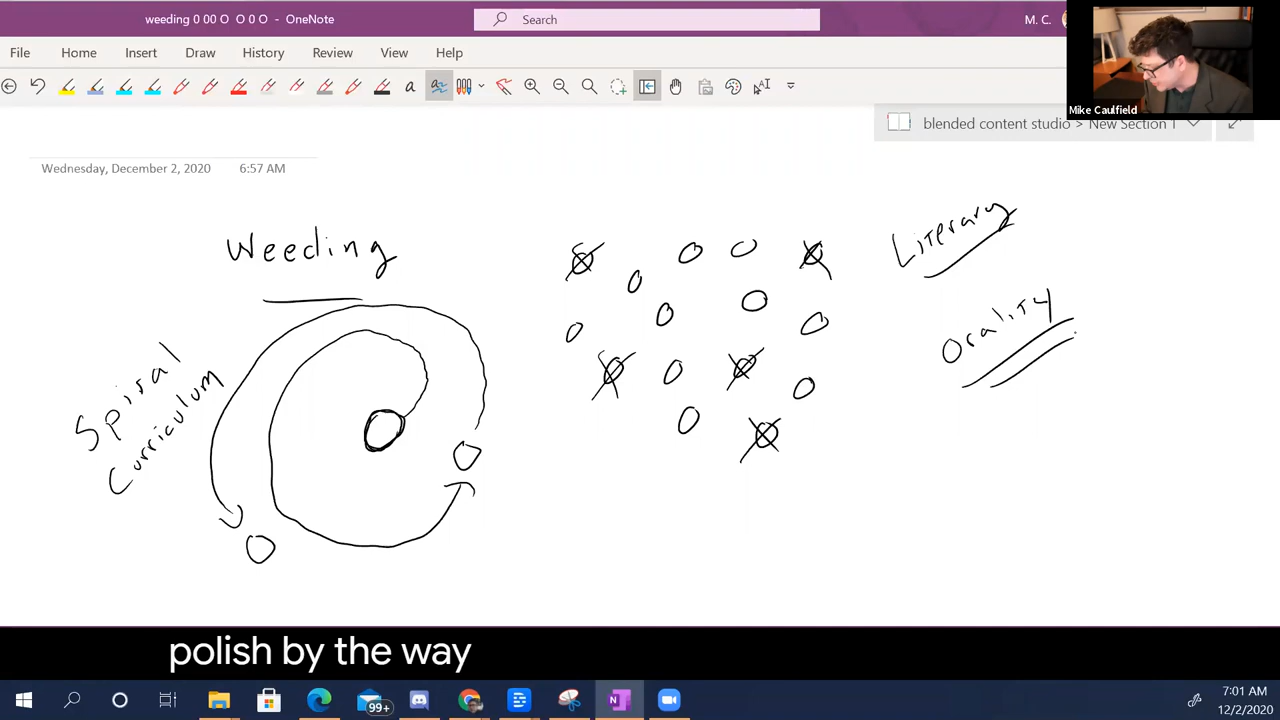 weeding 0 00 O O 0 O - OneNote
Search
M. C.
File Home Insert Draw History Review View Help
Mike Caulfield
blended content studio > New Section 1
Wednesday, December 2, 2020 6:57 AM
Weeding
Literary
Orality
Spiral
Curriculum
polish by the way
99+
7:01 AM
12/2/2020